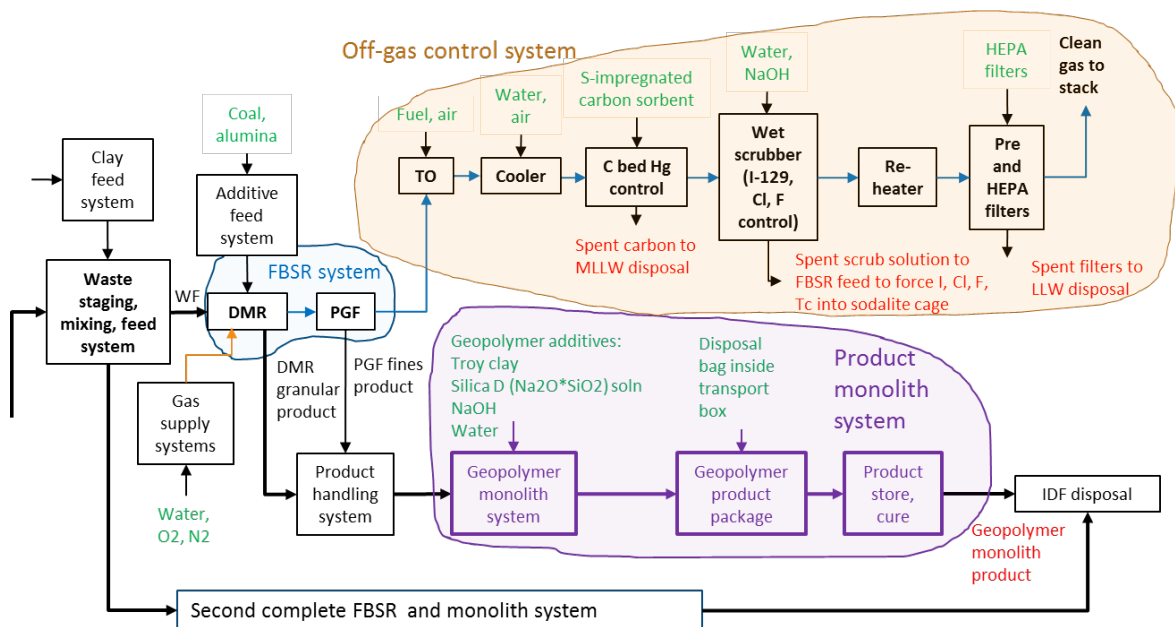 Off-gas control system
Water,
NaOH
HEPA
filters
Clean
gas to
stack
S-impregnated
carbon sorbent
Water,
air
Fuel, air
Coal,
alumina
Clay
feed
system
Additive
feed
system
TO
Cooler
C bed Hg
control
Wet
scrubber
(I-129,
Cl, F
control)
Re-
heater
Pre
and
HEPA
filters
Spent carbon to
MLLW disposal
Spent scrub solution to
FBSR feed to force I, Cl, F,
Tc into sodalite cage
Spent filters to
LLW disposal
FBSR system
Waste
staging,
mixing, feed
system
WF
DMR
PGF
DMR
granular
product
PGF fines
product
Gas
supply
systems
Water,
O2, N2
Geopolymer additives:
Troy clay
Silica D (Na2O*SiO2) soln
NaOH
Water
Disposal
bag inside
transport
box
Product
monolith
system
Product
handling
system
Geopolymer
monolith
system
Geopolymer
product
package
Product
store,
cure
IDF disposal
Geopolymer
monolith
product
Second complete FBSR and monolith system